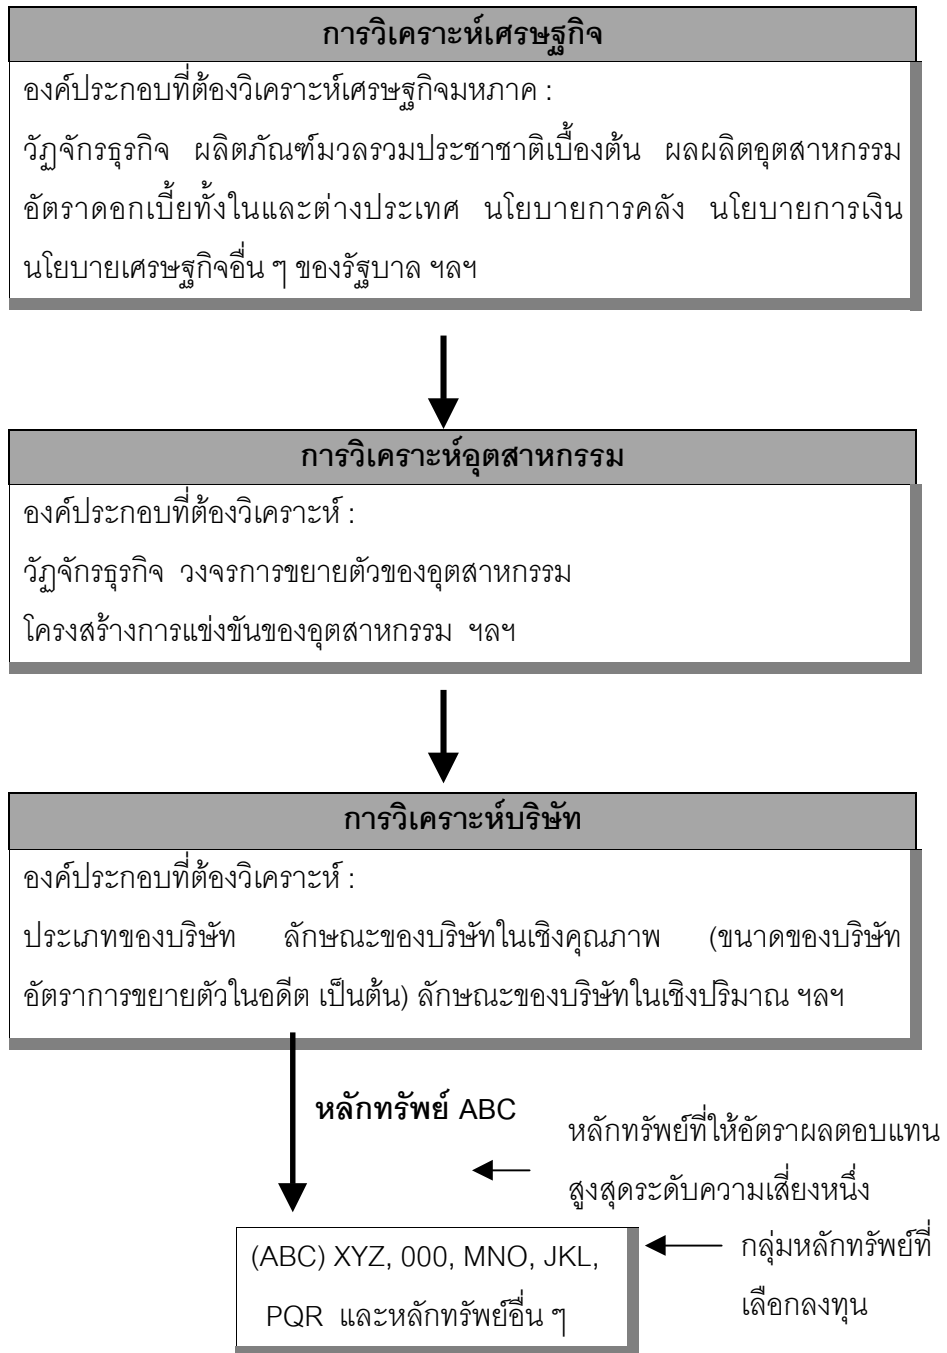 การวิเคราะห์เศรษฐกิจ
องค์ประกอบที่ต้องวิเคราะห์เศรษฐกิจมหภาค :
วัฏจักรธุรกิจ ผลิตภัณฑ์มวลรวมประชาชาติเบื้องต้น ผลผลิตอุตสาหกรรม
อัตราดอกเบี้ยทั้งในและต่างประเทศ นโยบายการคลัง นโยบายการเงิน
นโยบายเศรษฐกิจอื่น ๆ ของรัฐบาล ฯลฯ
การวิเคราะห์อุตสาหกรรม
องค์ประกอบที่ต้องวิเคราะห์ :
วัฏจักรธุรกิจ วงจรการขยายตัวของอุตสาหกรรม
โครงสร้างการแข่งขันของอุตสาหกรรม ฯลฯ
การวิเคราะห์บริษัท
องค์ประกอบที่ต้องวิเคราะห์ :
ประเภทของบริษัท ลักษณะของบริษัทในเชิงคุณภาพ (ขนาดของบริษัท
อัตราการขยายตัวในอดีต เป็นต้น) ลักษณะของบริษัทในเชิงปริมาณ ฯลฯ
หลักทรัพย์ ABC
หลักทรัพย์ที่ให้อัตราผลตอบแทน
สูงสุดระดับความเสี่ยงหนึ่ง
(ABC) XYZ, 000, MNO, JKL,
PQR และหลักทรัพย์อื่น ๆ
กลุ่มหลักทรัพย์ที่
เลือกลงทุน